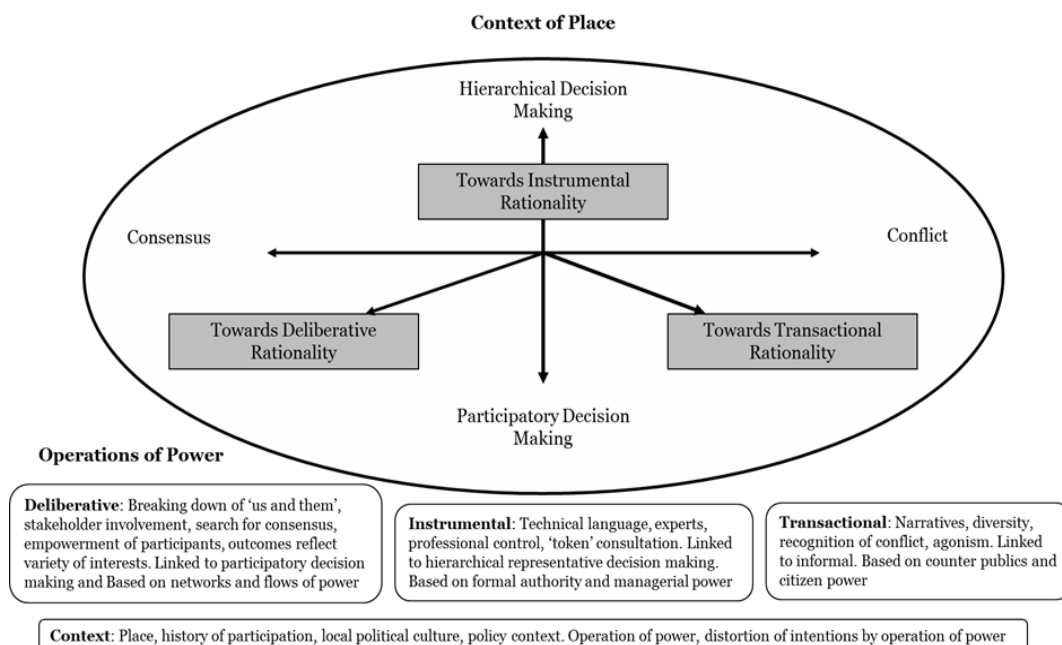 Context of Place
Hierarchical Decision
Making
Towards Instrumental
Rationality
Consensus
Conflict
Towards Deliberative
Rationality
Towards Transactional
Rationality
Participatory Decision
Making
Operations of Power
Deliberative: Breaking down of ‘us and them’,
stakeholder involvement, search for consensus,
empowerment of participants, outcomes reflect
variety of interests. Linked to participatory decision
making and Based on networks and flows of power
Instrumental: Technical language, experts,
professional control, ‘token’ consultation. Linked
to hierarchical representative decision making.
Based on formal authority and managerial power
Transactional: Narratives, diversity,
recognition of conflict, agonism. Linked
to informal. Based on counter publics and
citizen power
Context: Place, history of participation, local political culture, policy context. Operation of power, distortion of intentions by operation of power